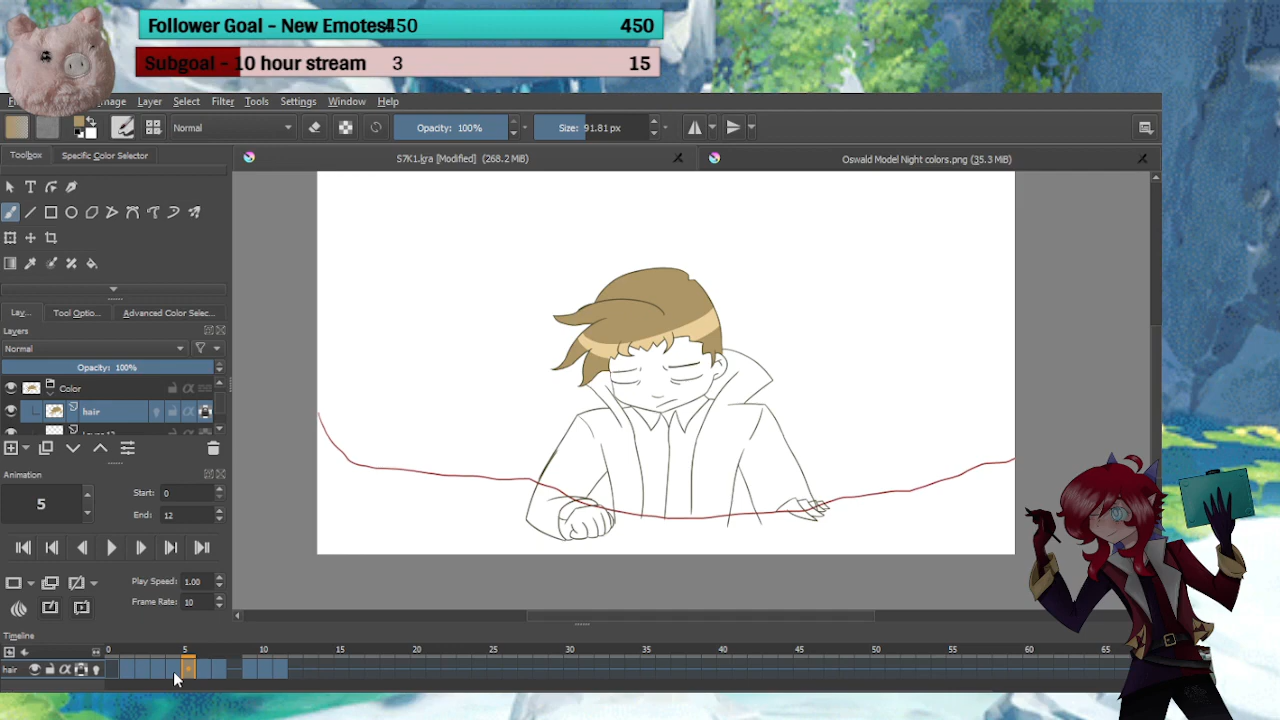 Follower Goal - New Emotes! 450 450
Subgoal - 10 hour stream 3 15
Image Layer Select Filter Tools Settings Window Help
Normal Opacity: 100% Size: 91.81 px
Toolbox Specific Color Selector
S7K1.kra [Modified] (268.2 MiB) Oswald Model Night colors.png (35.3 MiB)
Lay... Tool Optio... Advanced Color Selec...
Layers
Normal
Opacity: 100%
Color
hair
Animation
5 Start: 0
End: 12
Play Speed: 1.00
Frame Rate: 10
Timeline
0 5 10 15 20 25 30 35 40 45 50 55 60 65
hair